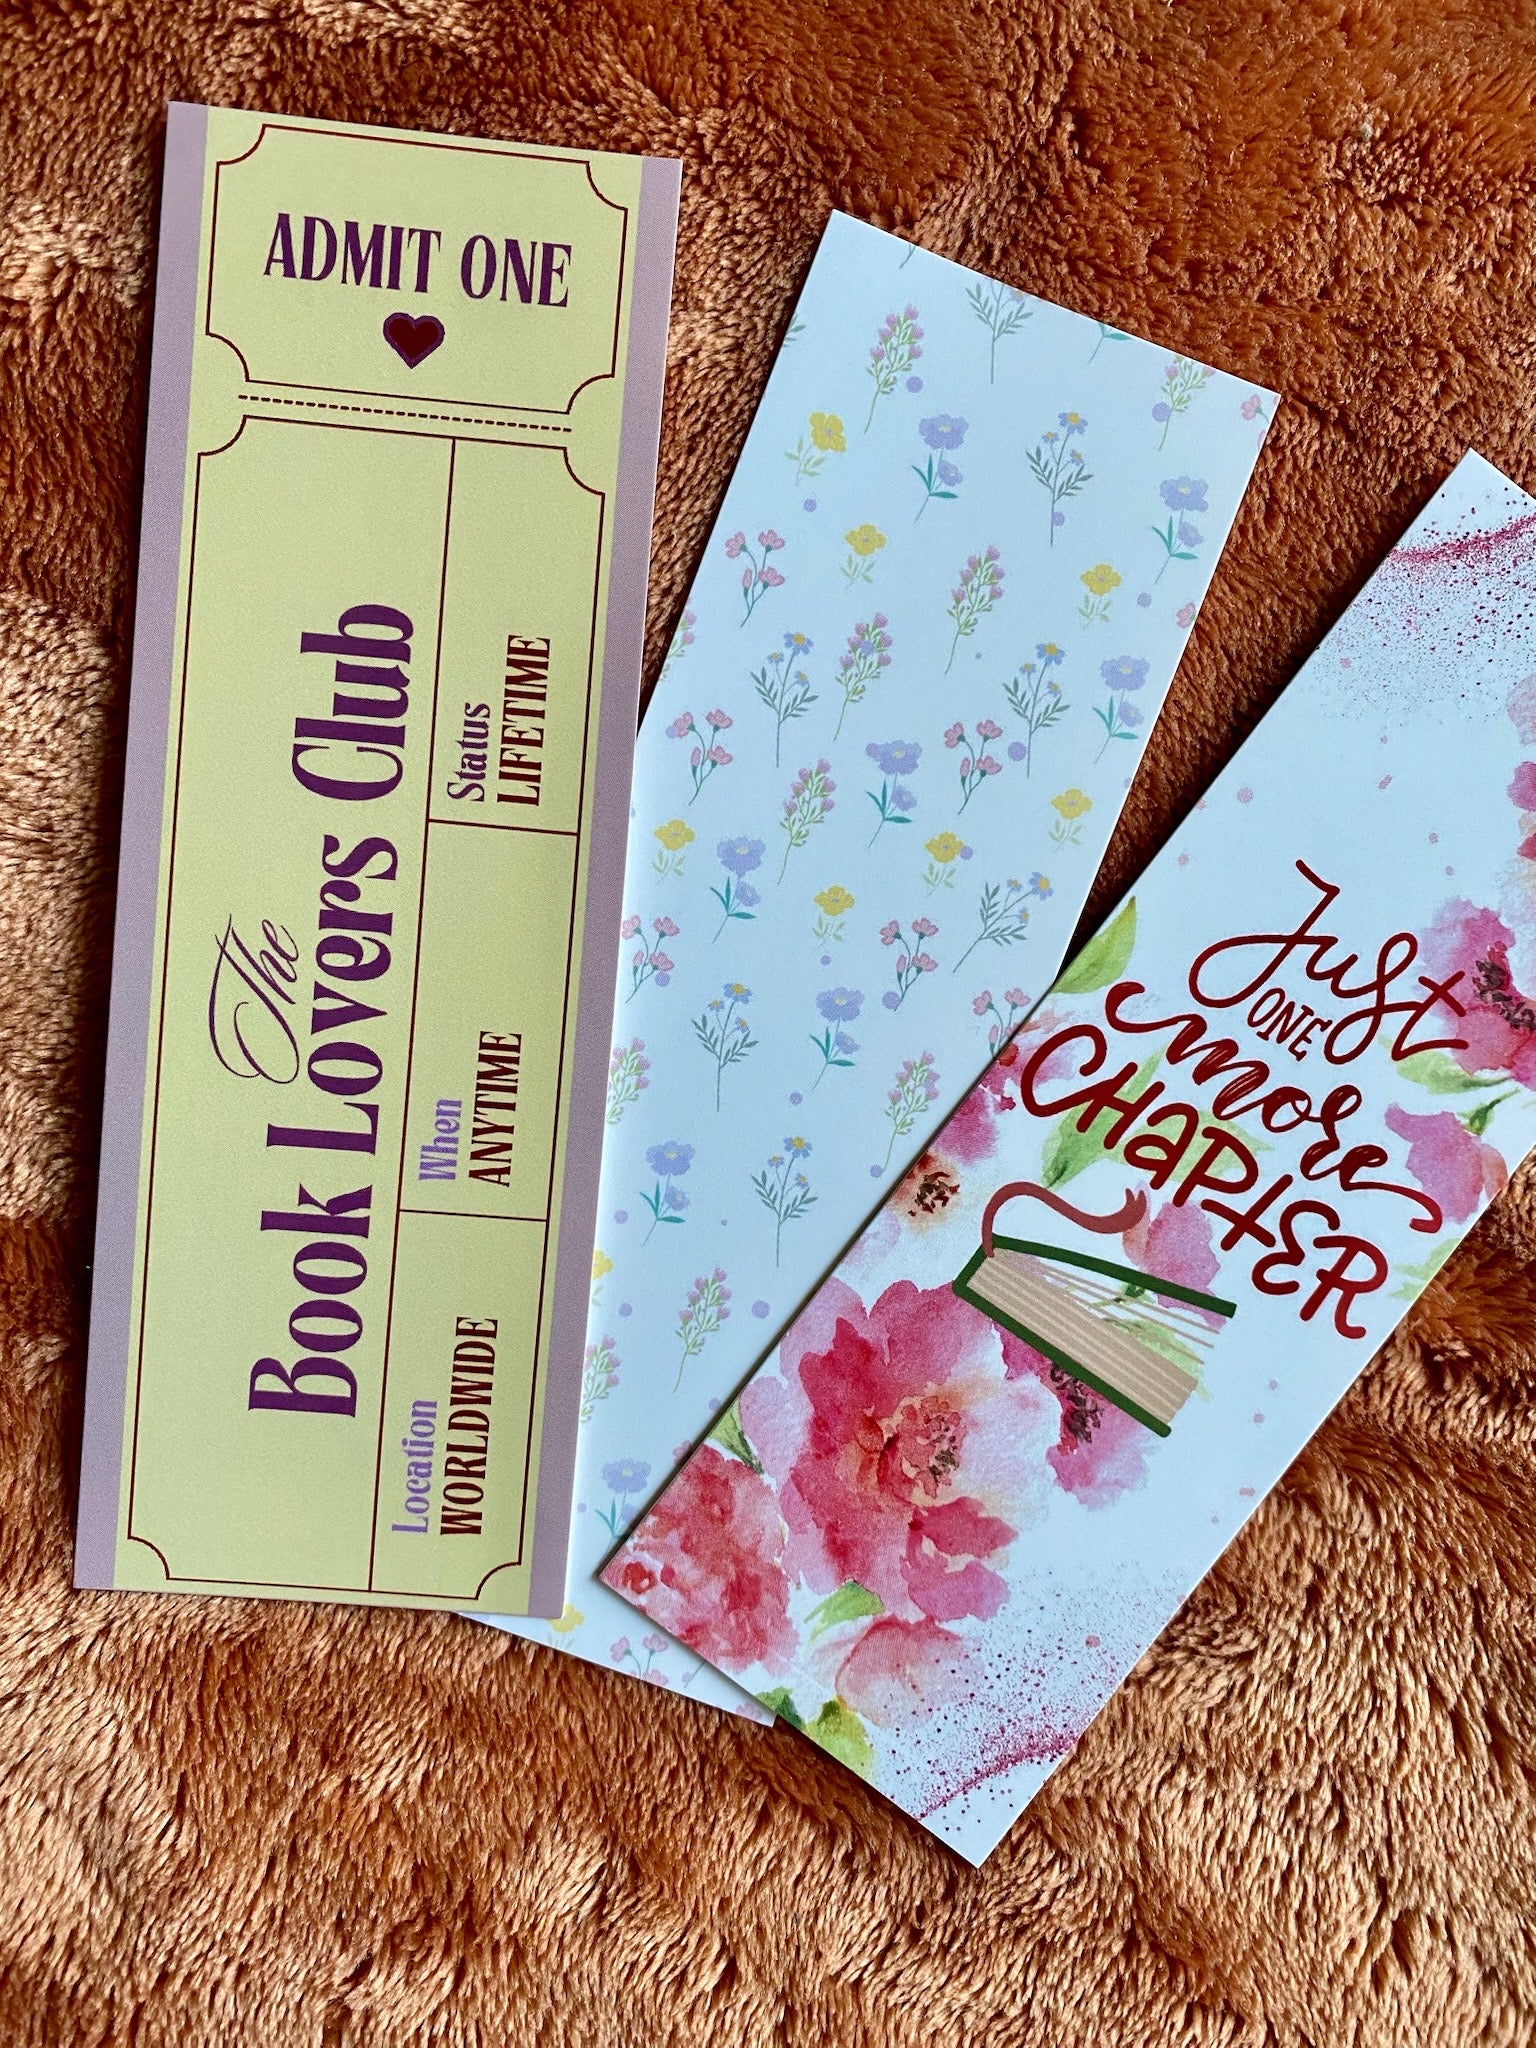 ADMIT ONE
The
Book Lovers Club
Location
WORLDWIDE
When
ANYTIME
Status
LIFETIME
Just
ONE
more
CHaPtER